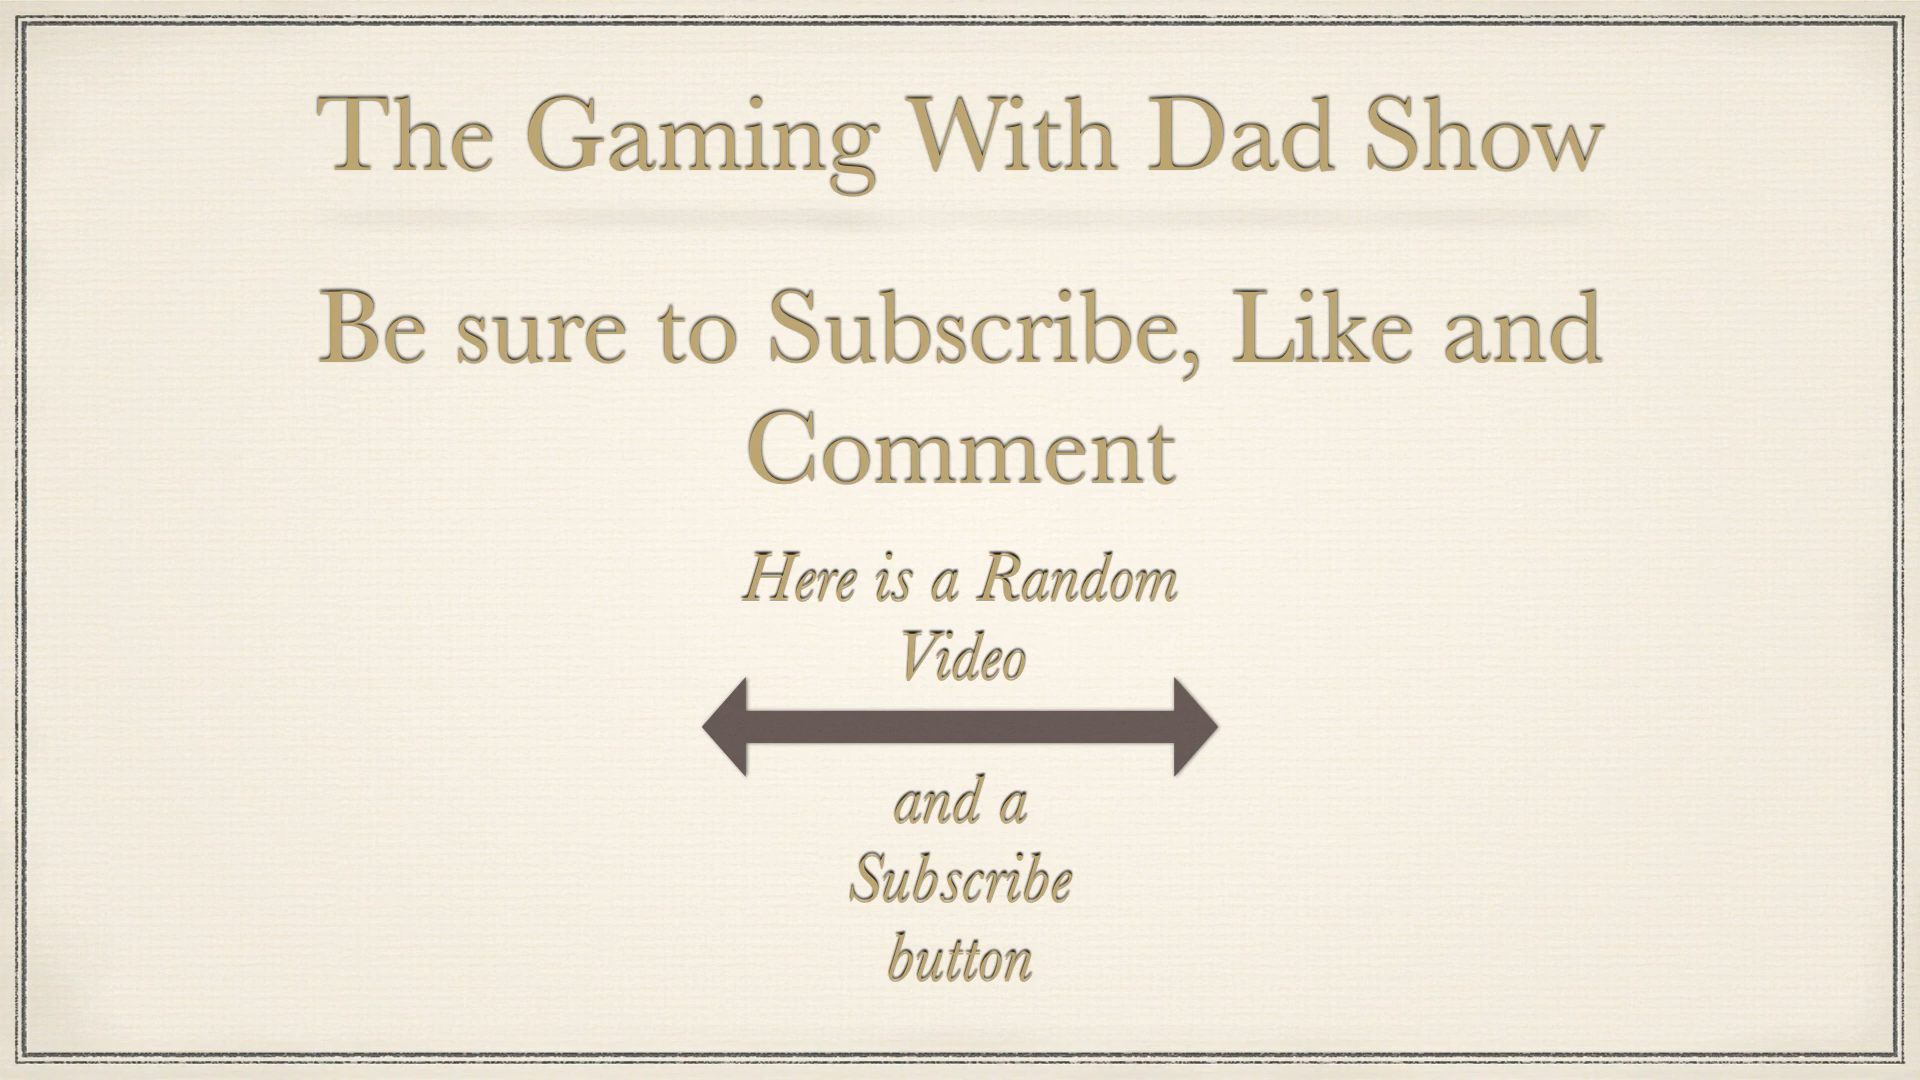 The Gaming With Dad Show
Be sure to Subscribe, Like and
Comment
Here is a Random
Video
and a
Subscribe
button